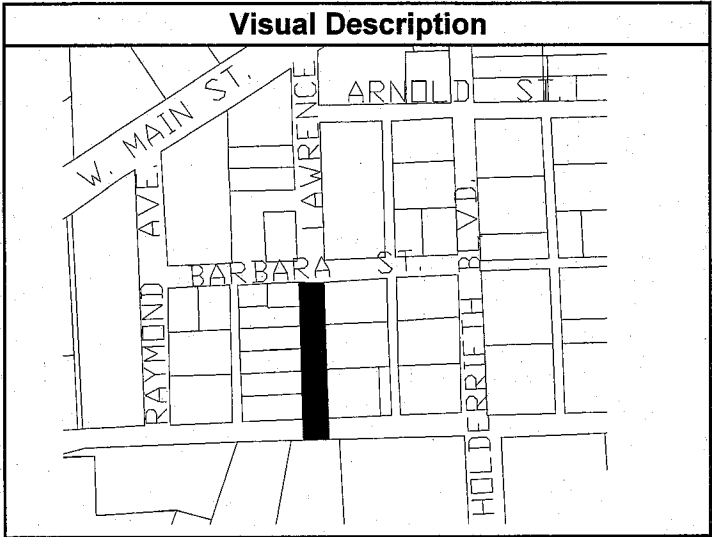 Visual Description
W. MAIN ST.
LAWRENCE
ARNOLD ST.
RAYMOND AVE.
BARBARA ST.
HOLDERRIETH BLVD.